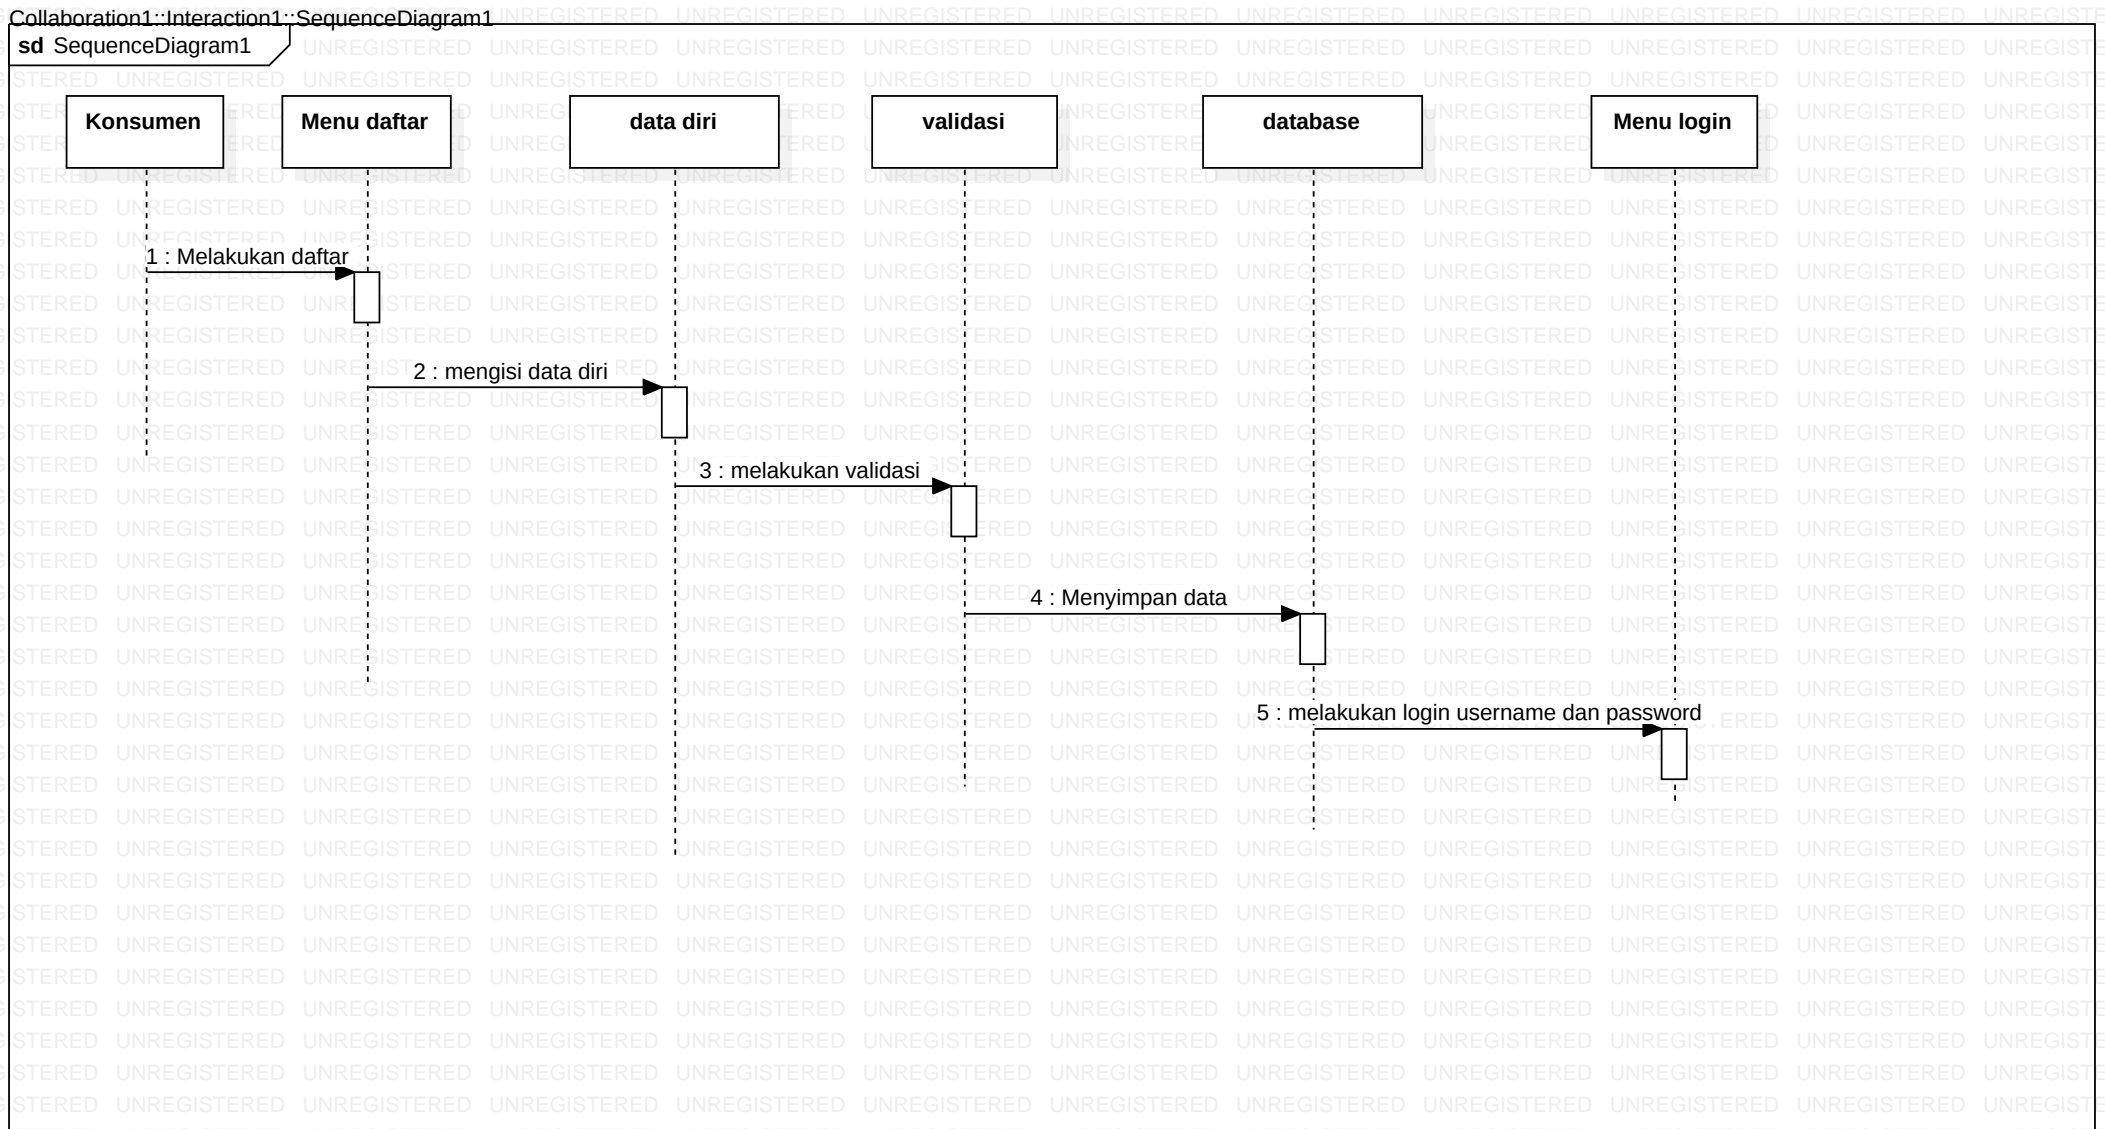 Collaboration1::Interaction1::SequenceDiagram1
sd SequenceDiagram1
Konsumen
Menu daftar
data diri
validasi
database
Menu login
1 : Melakukan daftar
2 : mengisi data diri
3 : melakukan validasi
4 : Menyimpan data
5 : melakukan login username dan password
UNREGISTERED